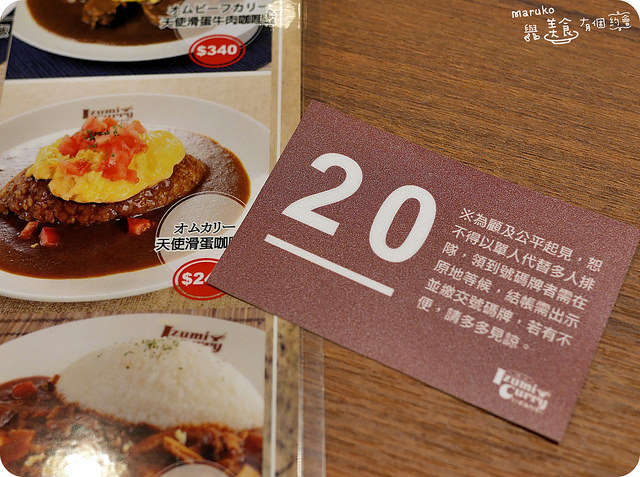 オムビーフカリー
天使滑蛋牛肉咖哩
$340
maruko
美食有個約會
Izumi
Curry
オムカリー
天使滑蛋咖
$2
20
※為顧及公平起見，恕
不得以單人代替多人排
隊，領到號碼牌者需在
原地等候，結帳需出示
並繳交號碼牌，若有不
便，請多多見諒。
Izumi
Curry
Izumi
Curry